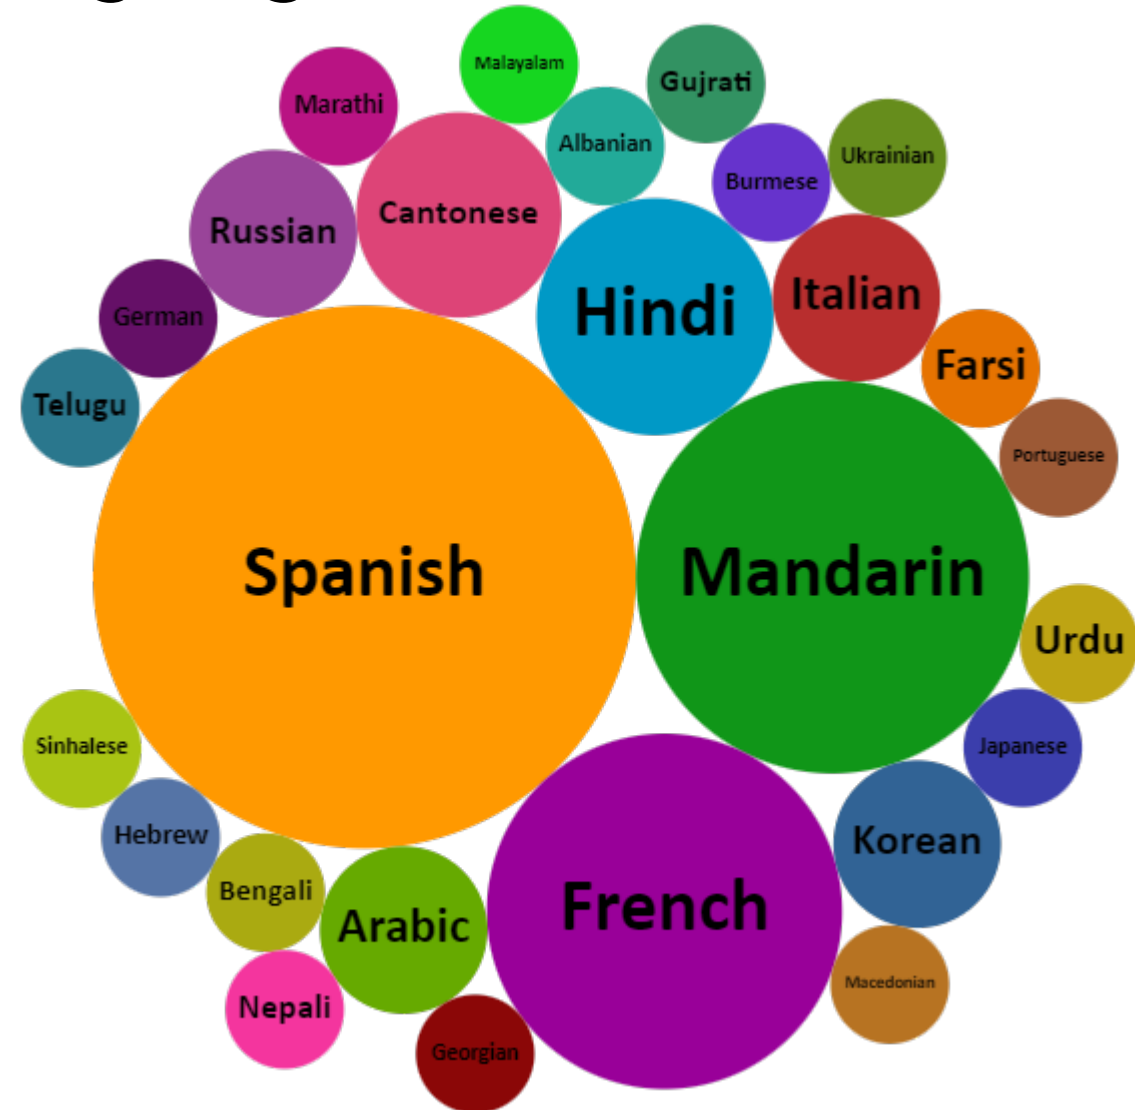 Malayalam
Gujrati
Marathi
Albanian
Ukrainian
Burmese
Cantonese
Russian
Hindi
Italian
German
Farsi
Telugu
Portuguese
Spanish
Mandarin
Urdu
Sinhalese
Japanese
Hebrew
Korean
Bengali
French
Arabic
Macedonian
Nepali
Georgian